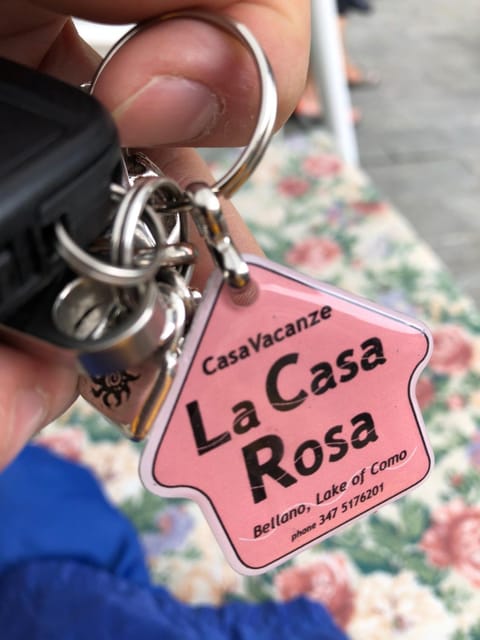 CasaVacanze
La Casa
Rosa
Bellano, Lake of Como
phone 347 5176201